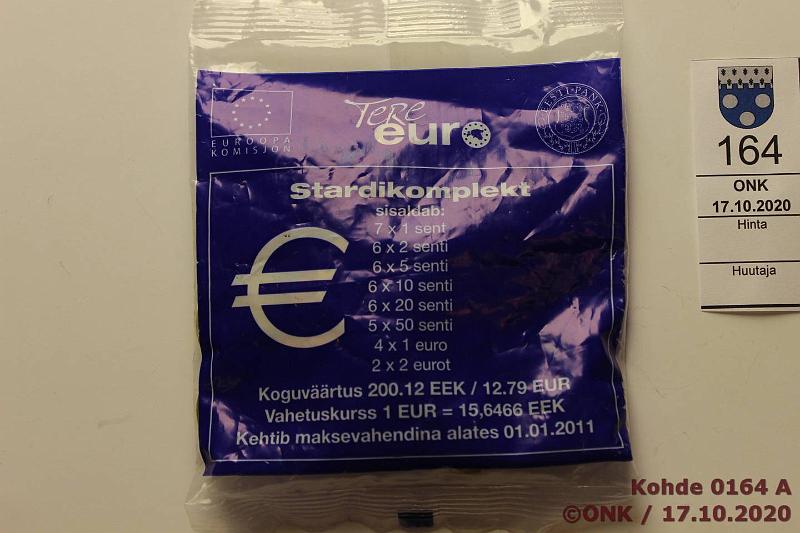 EUROOPA
KOMISJON
Tere
euro
EESTI PANK
Stardikomplekt
sisaldab:
7 x 1 sent
6 x 2 senti
6 x 5 senti
6 x 10 senti
6 x 20 senti
5 x 50 senti
4 x 1 euro
2 x 2 eurot
€
Koguväärtus 200.12 EEK / 12.79 EUR
Vahetuskurss 1 EUR = 15,6466 EEK
Kehtib maksevahendina alates 01.01.2011
164
ONK
17.10.2020
Hinta
Huutaja
Kohde 0164 A
©ONK / 17.10.2020